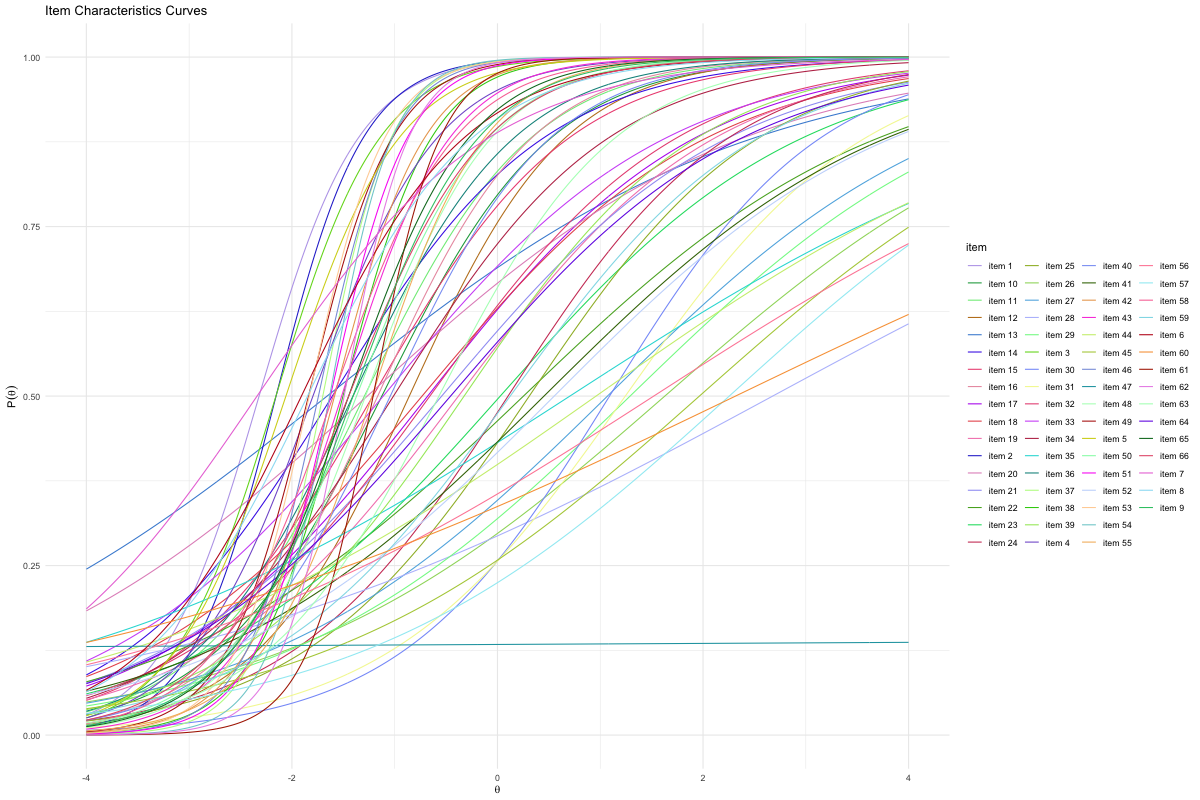 Item Characteristics Curves
1.00
0.75
0.50
0.25
0.00
P(θ)
-4 -2 0 2 4
θ
item
item 1 item 25 item 40 item 56
item 10 item 26 item 41 item 57
item 11 item 27 item 42 item 58
item 12 item 28 item 43 item 59
item 13 item 29 item 44 item 6
item 14 item 3 item 45 item 60
item 15 item 30 item 46 item 61
item 16 item 31 item 47 item 62
item 17 item 32 item 48 item 63
item 18 item 33 item 49 item 64
item 19 item 34 item 5 item 65
item 2 item 35 item 50 item 66
item 20 item 36 item 51 item 7
item 21 item 37 item 52 item 8
item 22 item 38 item 53 item 9
item 23 item 39 item 54
item 24 item 4 item 55